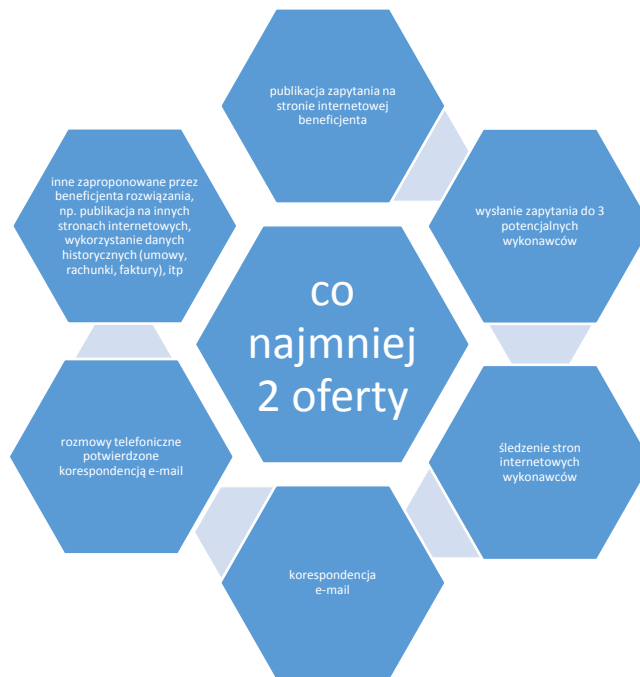 publikacja zapytania na
stronie internetowej
beneficjenta
wysłanie zapytania do 3
potencjalnych
wykonawców
śledzenie stron
internetowych
wykonawców
korespondencja
e-mail
rozmowy telefoniczne
potwierdzone
korespondencją e-mail
inne zaproponowane przez
beneficjenta rozwiązania,
np. publikacja na innych
stronach internetowych,
wykorzystanie danych
historycznych (umowy,
rachunki, faktury), itp
co
najmniej
2 oferty